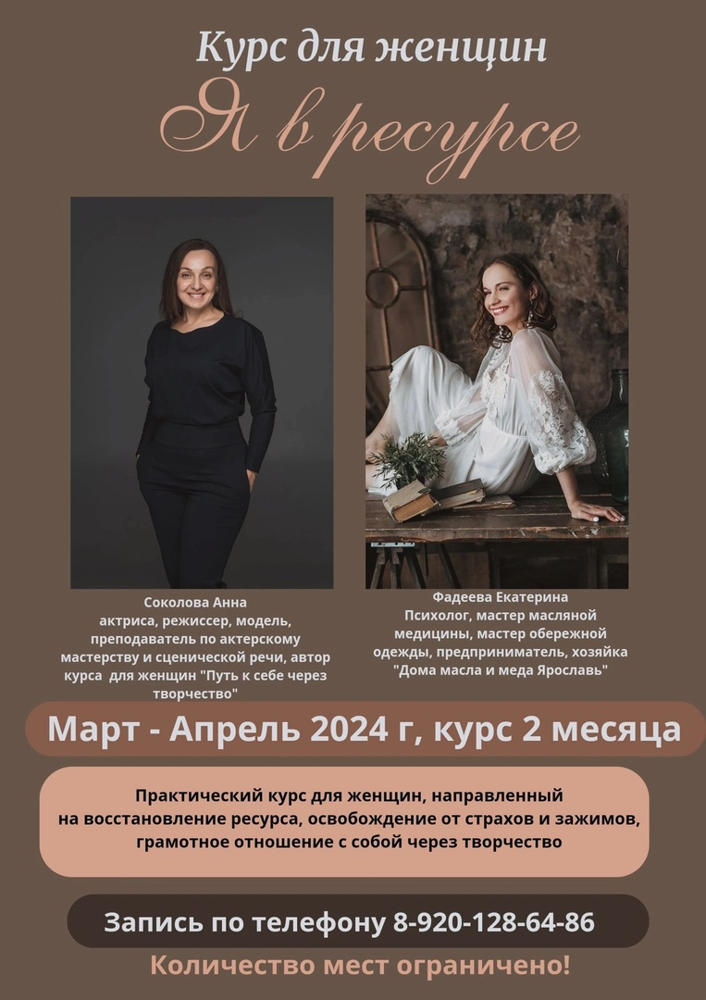 Курс для женщин
Я в ресурсе
Соколова Анна
актриса, режиссер, модель,
преподаватель по актерскому
мастерству и сценической речи, автор
курса для женщин "Путь к себе через
творчество"
Фадеева Екатерина
Психолог, мастер масляной
медицины, мастер обережной
одежды, предприниматель, хозяйка
"Дома масла и меда Ярославь"
Март - Апрель 2024 г, курс 2 месяца
Практический курс для женщин, направленный
на восстановление ресурса, освобождение от страхов и зажимов,
грамотное отношение с собой через творчество
Запись по телефону 8-920-128-64-86
Количество мест ограничено!